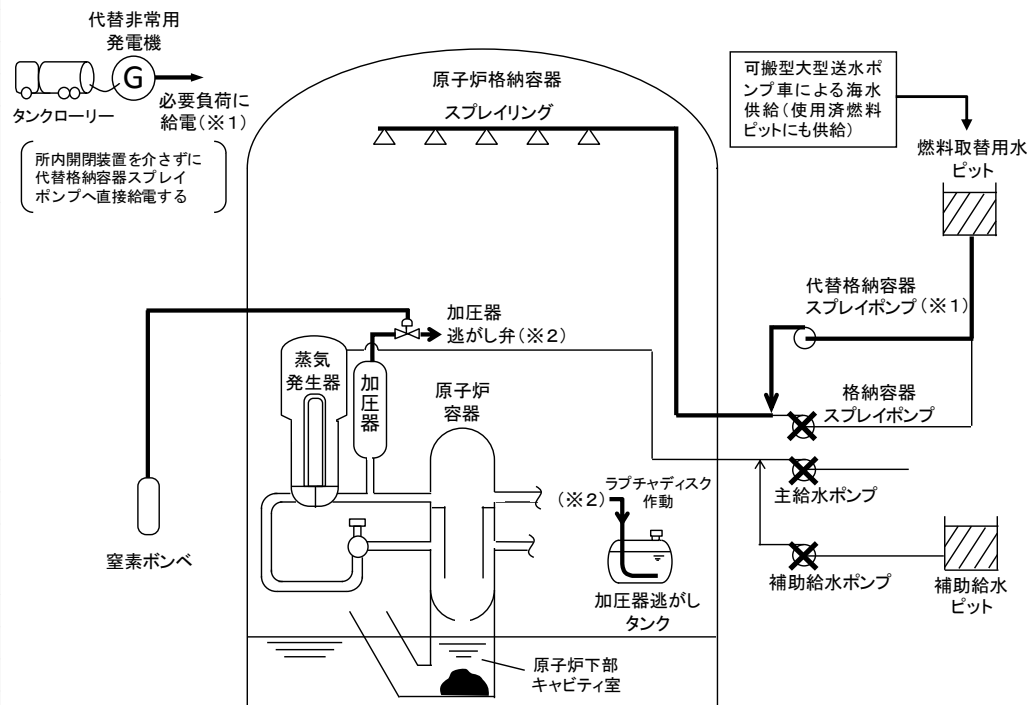 代替非常用
発電機
G
タンクローリー
必要負荷に
給電(※1)
所内開閉装置を介さずに
代替格納容器スプレイ
ポンプへ直接給電する
原子炉格納容器
スプレイリング
可搬型大型送水ポ
ンプ車による海水
供給(使用済燃料
ピットにも供給)
燃料取替用水
ピット
代替格納容器
スプレイポンプ(※1)
加圧器
逃がし弁(※2)
蒸気
発生器
加
圧
器
原子炉
容器
格納容器
スプレイポンプ
主給水ポンプ
ラプチャディスク
作動
(※2)
窒素ボンベ
加圧器逃がし
タンク
補助給水ポンプ
補助給水
ピット
原子炉下部
キャビティ室